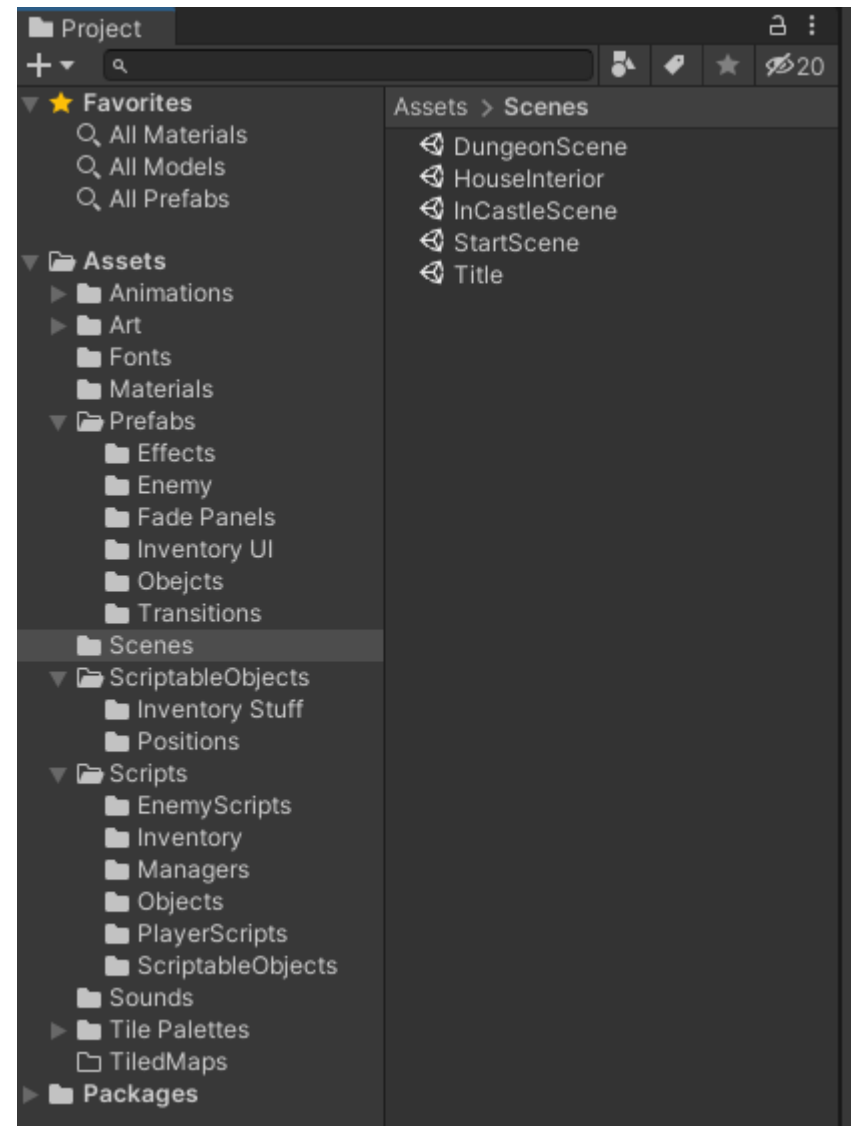 Project
20
Favorites
All Materials
All Models
All Prefabs
Assets
Animations
Art
Fonts
Materials
Prefabs
Effects
Enemy
Fade Panels
Inventory UI
Obejcts
Transitions
Scenes
ScriptableObjects
Inventory Stuff
Positions
Scripts
EnemyScripts
Inventory
Managers
Objects
PlayerScripts
ScriptableObjects
Sounds
Tile Palettes
TiledMaps
Packages
Assets > Scenes
DungeonScene
HouseInterior
InCastleScene
StartScene
Title